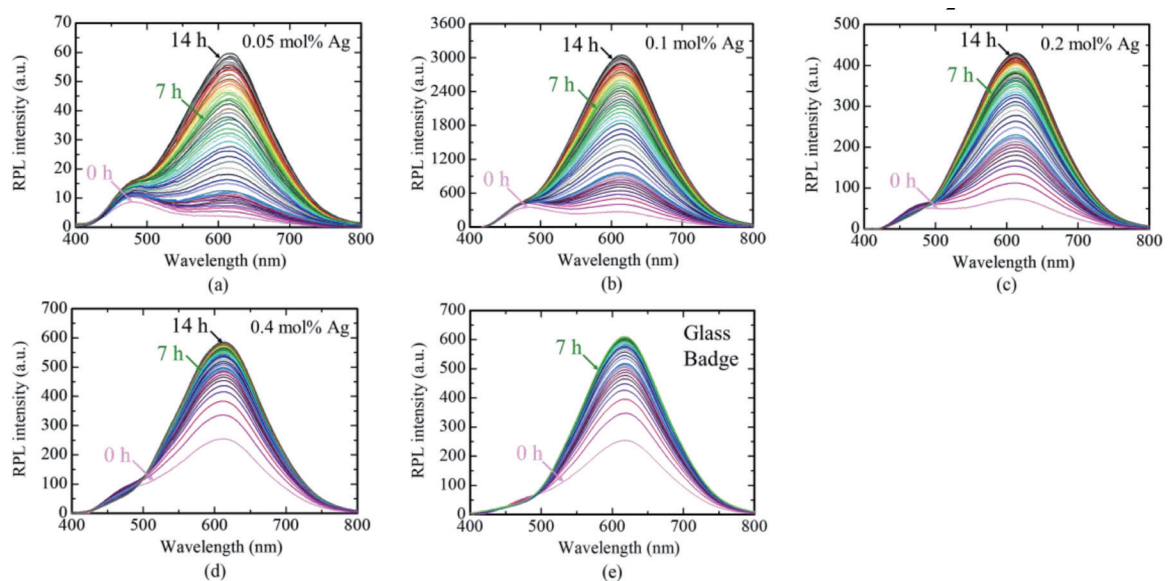 60
50
40
30
20
10
0
RPL intensity (a.u.)
14 h
0.05 mol% Ag
7 h
0 h
400 500 600 700 800
Wavelength (nm)
(a)
3600
3000
2400
1800
1200
600
0
RPL intensity (a.u.)
14 h
0.1 mol% Ag
7 h
0 h
400 500 600 700 800
Wavelength (nm)
(b)
500
400
300
200
100
0
RPL intensity (a.u.)
14 h
0.2 mol% Ag
7 h
0 h
400 500 600 700 800
Wavelength (nm)
(c)
700
600
500
400
300
200
100
0
RPL intensity (a.u.)
14 h
0.4 mol% Ag
7 h
0 h
400 500 600 700 800
Wavelength (nm)
(d)
700
600
500
400
300
200
100
0
RPL intensity (a.u.)
Glass
Badge
7 h
0 h
400 500 600 700 800
Wavelength (nm)
(e)